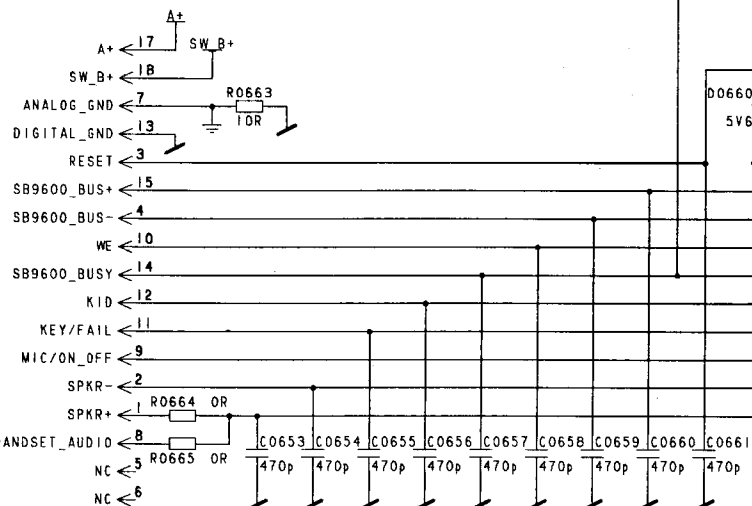 A+
A+ 17 SW_B+
SW_B+ 18
ANALOG_GND 7 R0663
10R
DIGITAL_GND 13
RESET 3
SB9600_BUS+ 15
SB9600_BUS- 4
WE 10
SB9600_BUSY 14
KID 12
KEY/FAIL 11
MIC/ON_OFF 9
SPKR- 2
SPKR+ 1 R0664 0R
ANDSET_AUDIO 8 R0665 0R
NC 5
NC 6
D0660
5V6
C0653 C0654 C0655 C0656 C0657 C0658 C0659 C0660 C0661
470p 470p 470p 470p 470p 470p 470p 470p 470p